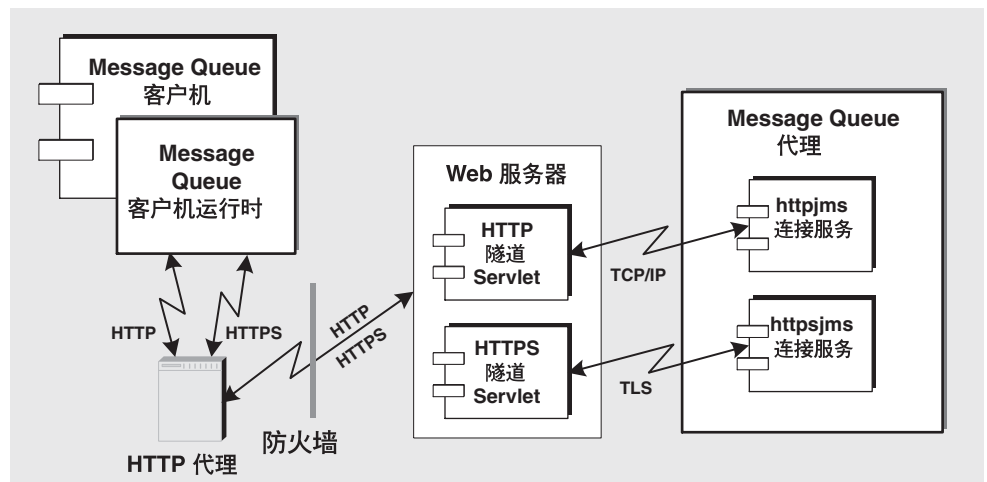 Message Queue
客户机
Message
Queue
客户机运行时
HTTP
HTTPS
HTTP 代理
防火墙
HTTP
HTTPS
Web 服务器
HTTP
隧道
Servlet
HTTPS
隧道
Servlet
TCP/IP
TLS
Message Queue
代理
httpjms
连接服务
httpsjms
连接服务